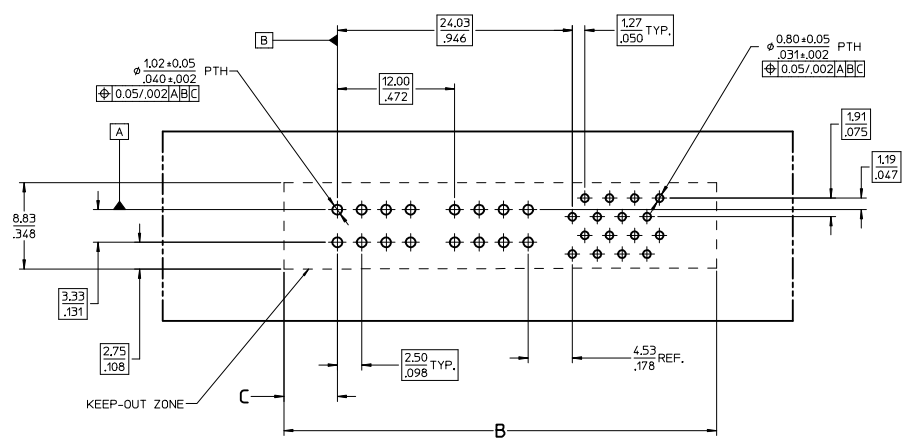 B
24.03
.946
1.27
.050 TYP.
ø 0.80±0.05
.031±.002 PTH
⌖ 0.05/.002 A B C
ø 1.02±0.05
.040±.002 PTH
⌖ 0.05/.002 A B C
12.00
.472
1.91
.075
A
1.19
.047
8.83
.348
3.33
.131
2.75
.108
2.50
.098 TYP.
4.53
.178 REF.
KEEP-OUT ZONE
C
B